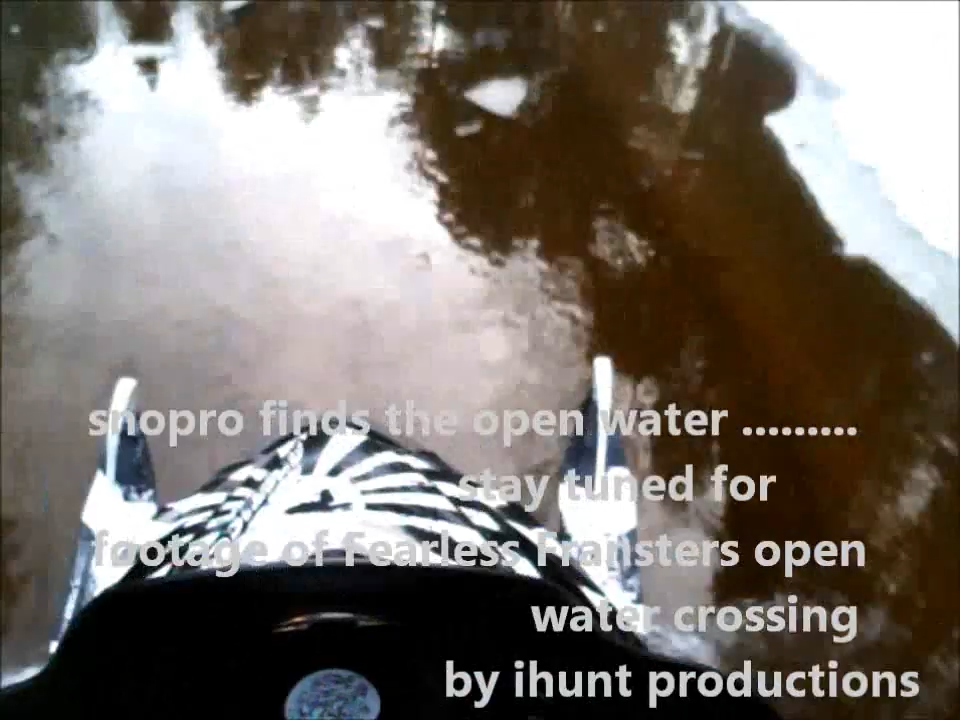 snopro finds the open water .........
stay tuned for
footage of Fearless Fransters open
water crossing
by ihunt productions